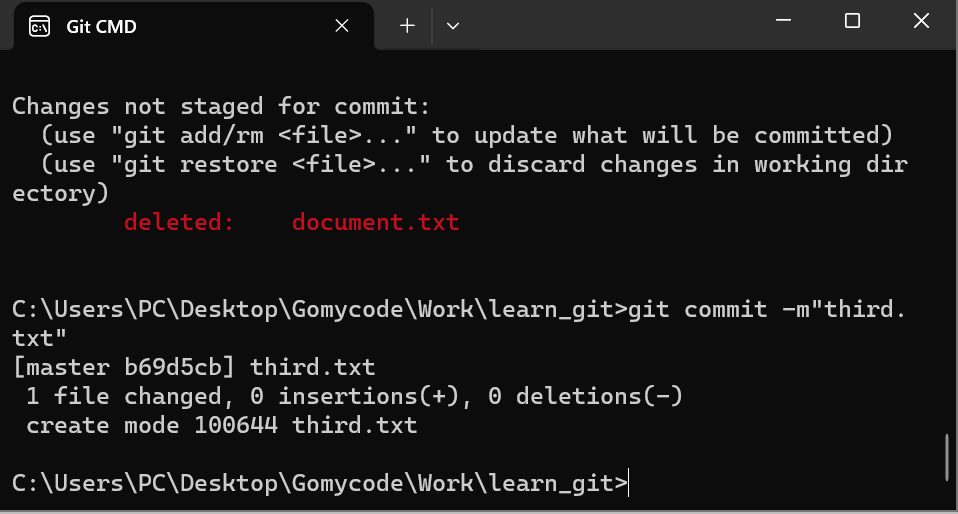 Git CMD
Changes not staged for commit:
(use "git add/rm <file>..." to update what will be committed)
(use "git restore <file>..." to discard changes in working dir
ectory)
deleted:    document.txt
C:\Users\PC\Desktop\Gomycode\Work\learn_git>git commit -m"third.
txt"
[master b69d5cb] third.txt
1 file changed, 0 insertions(+), 0 deletions(-)
create mode 100644 third.txt
C:\Users\PC\Desktop\Gomycode\Work\learn_git>